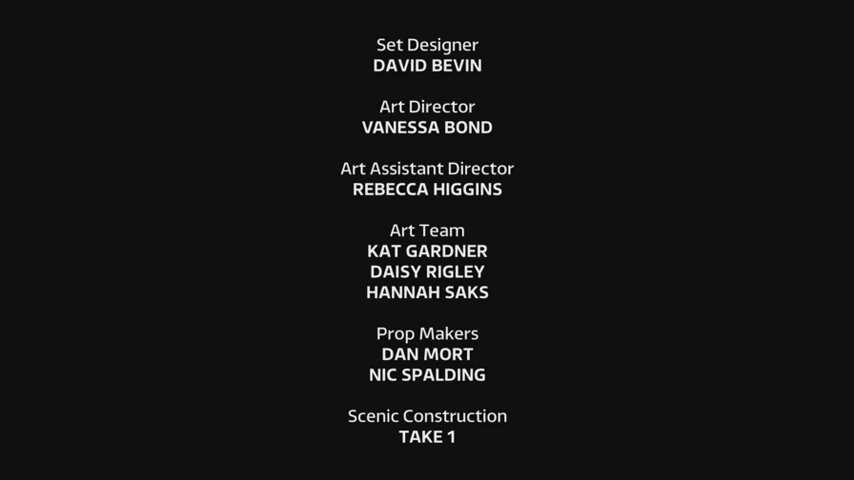 Set Designer
DAVID BEVIN
Art Director
VANESSA BOND
Art Assistant Director
REBECCA HIGGINS
Art Team
KAT GARDNER
DAISY RIGLEY
HANNAH SAKS
Prop Makers
DAN MORT
NIC SPALDING
Scenic Construction
TAKE 1